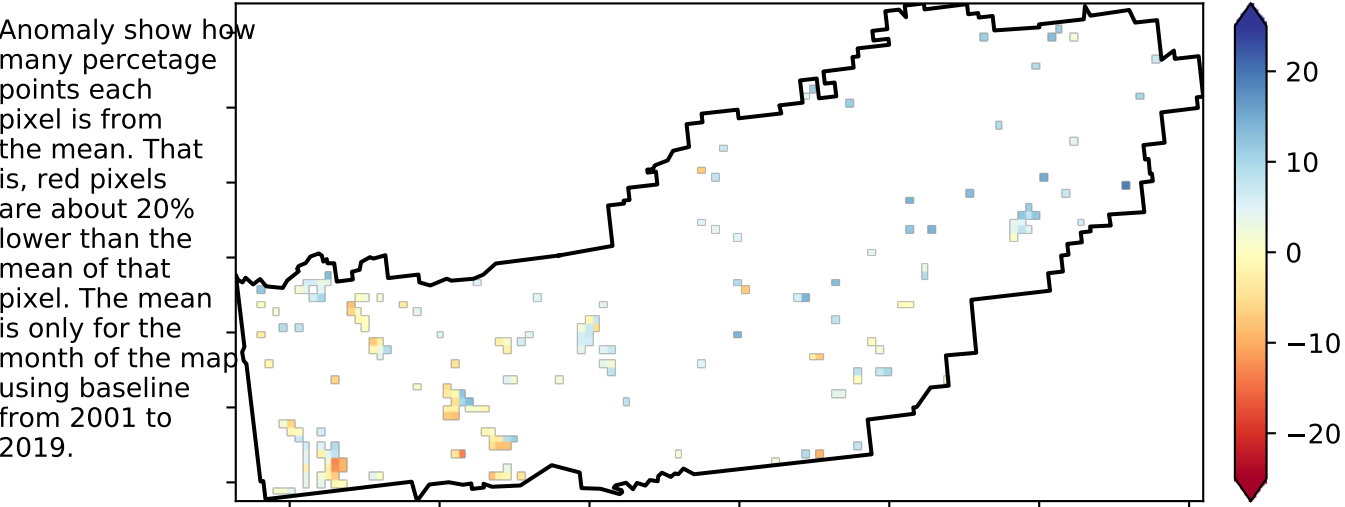 Anomaly show how
many percetage
points each
pixel is from
the mean. That
is, red pixels
are about 20%
lower than the
mean of that
pixel. The mean
is only for the
month of the map
using baseline
from 2001 to
2019.
20
10
0
−10
−20